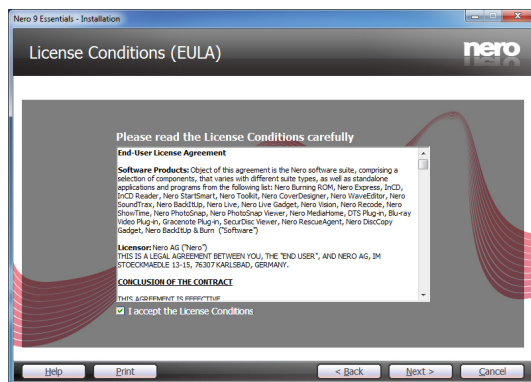 Nero 9 Essentials - Installation
License Conditions (EULA)
nero
Please read the License Conditions carefully
End-User License Agreement
Software Products: Object of this agreement is the Nero software suite, comprising a
selection of components, that varies with different suite types, as well as standalone
applications and programs from the following list: Nero Burning ROM, Nero Express, InCD,
InCD Reader, Nero StartSmart, Nero Toolkit, Nero CoverDesigner, Nero WaveEditor, Nero
SoundTrax, Nero BackItUp, Nero Live, Nero Live Gadget, Nero Vision, Nero Recode, Nero
ShowTime, Nero PhotoSnap, Nero PhotoSnap Viewer, Nero MediaHome, DTS Plug-in, Blu-ray
Video Plug-in, Gracenote Plug-in, SecurDisc Viewer, Nero RescueAgent, Nero DiscCopy
Gadget, Nero BackItUp & Burn ("Software")
Licensor: Nero AG ("Nero")
THIS IS A LEGAL AGREEMENT BETWEEN YOU, THE "END USER", AND NERO AG, IM
STOECKMAEDLE 13-15, 76307 KARLSBAD, GERMANY.
CONCLUSION OF THE CONTRACT
THIS AGREEMENT IS EFFECTIVE
I accept the License Conditions
Help
Print
< Back
Next >
Cancel